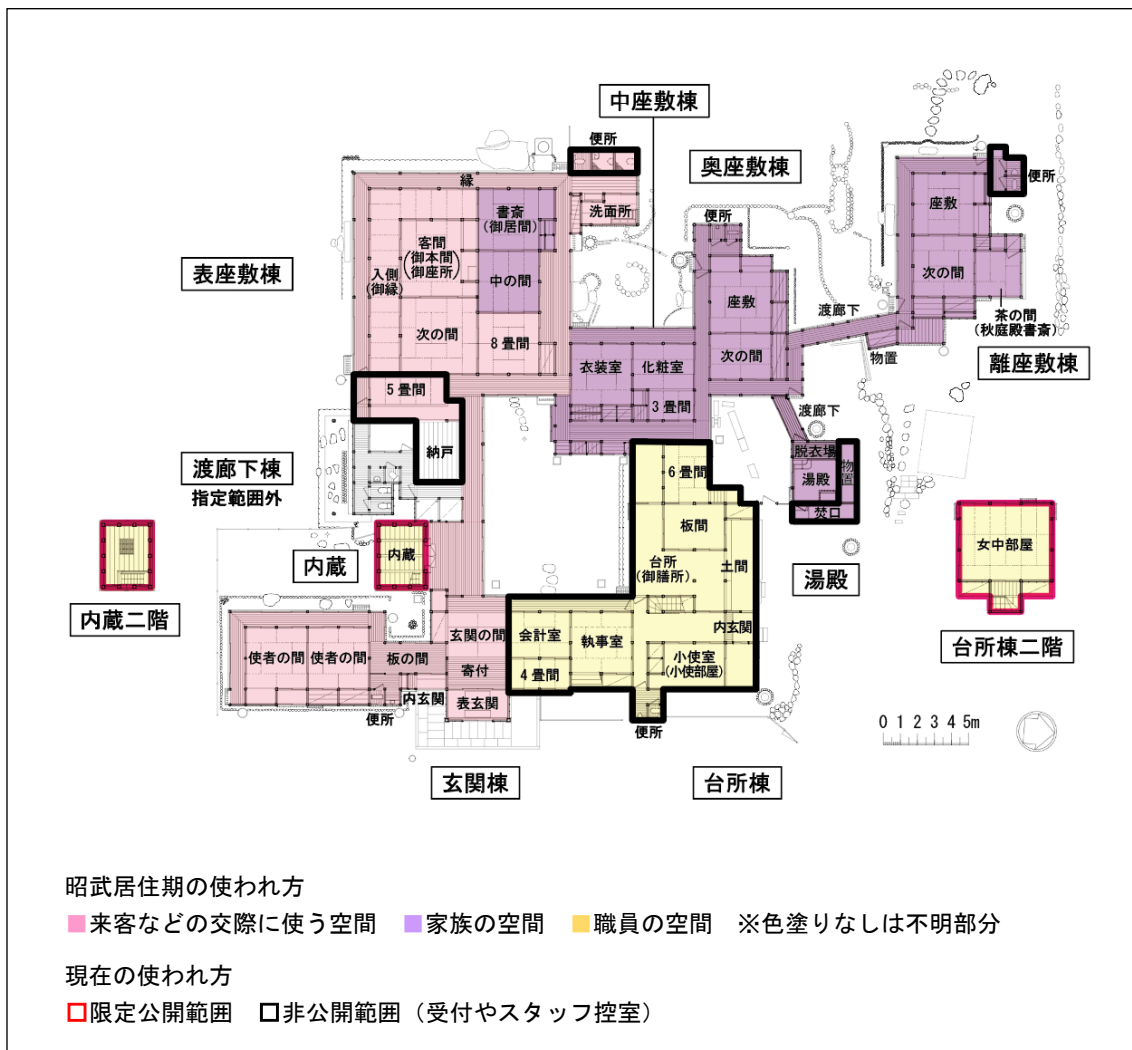 中座敷棟
便所
奥座敷棟
縁
書斎
(御居間)
洗面所
便所
座敷
便所
客間
(御本間)
御座所
表座敷棟
入側
(御縁)
中の間
座敷
次の間
渡廊下
茶の間
(秋庭殿書斎)
次の間
8畳間
衣装室
化粧室
次の間
物置
離座敷棟
5畳間
3畳間
渡廊下
納戸
渡廊下棟
指定範囲外
6畳間
脱衣場
湯殿
物置
焚口
板間
内蔵
内蔵
台所
(御膳所)
土間
湯殿
女中部屋
内蔵二階
台所棟二階
玄関の間
会計室
執事室
内玄関
使者の間
使者の間
板の間
寄付
4畳間
小使室
(小使部屋)
内玄関
表玄関
便所
便所
0 1 2 3 4 5m
玄関棟
台所棟
昭武居住期の使われ方
■来客などの交際に使う空間 ■家族の空間 ■職員の空間 ※色塗りなしは不明部分
現在の使われ方
□限定公開範囲 □非公開範囲（受付やスタッフ控室）